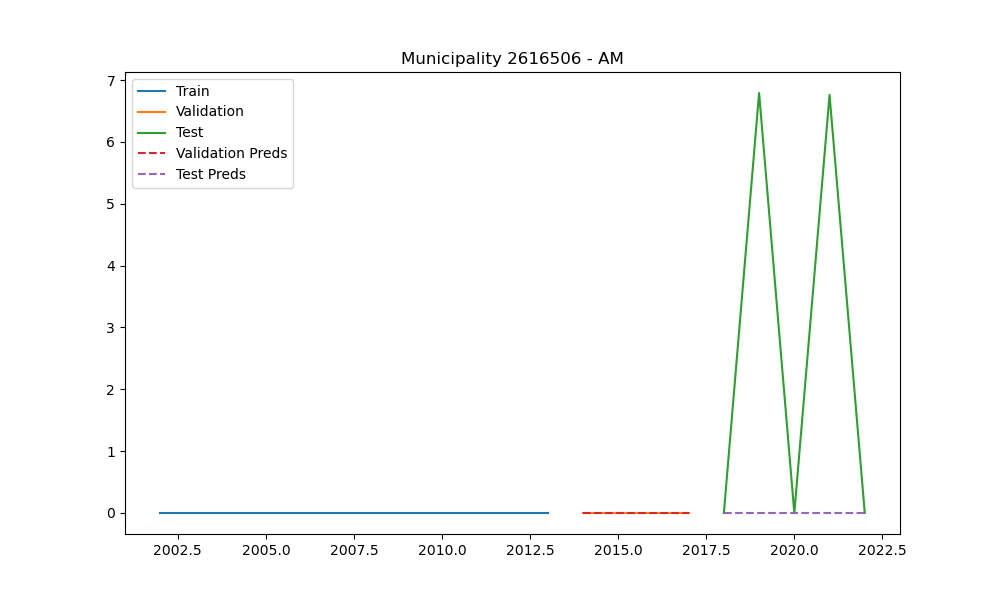 Municipality 2616506 - AM
7
6
5
4
3
2
1
0
Train
Validation
Test
Validation Preds
Test Preds
2002.5 2005.0 2007.5 2010.0 2012.5 2015.0 2017.5 2020.0 2022.5